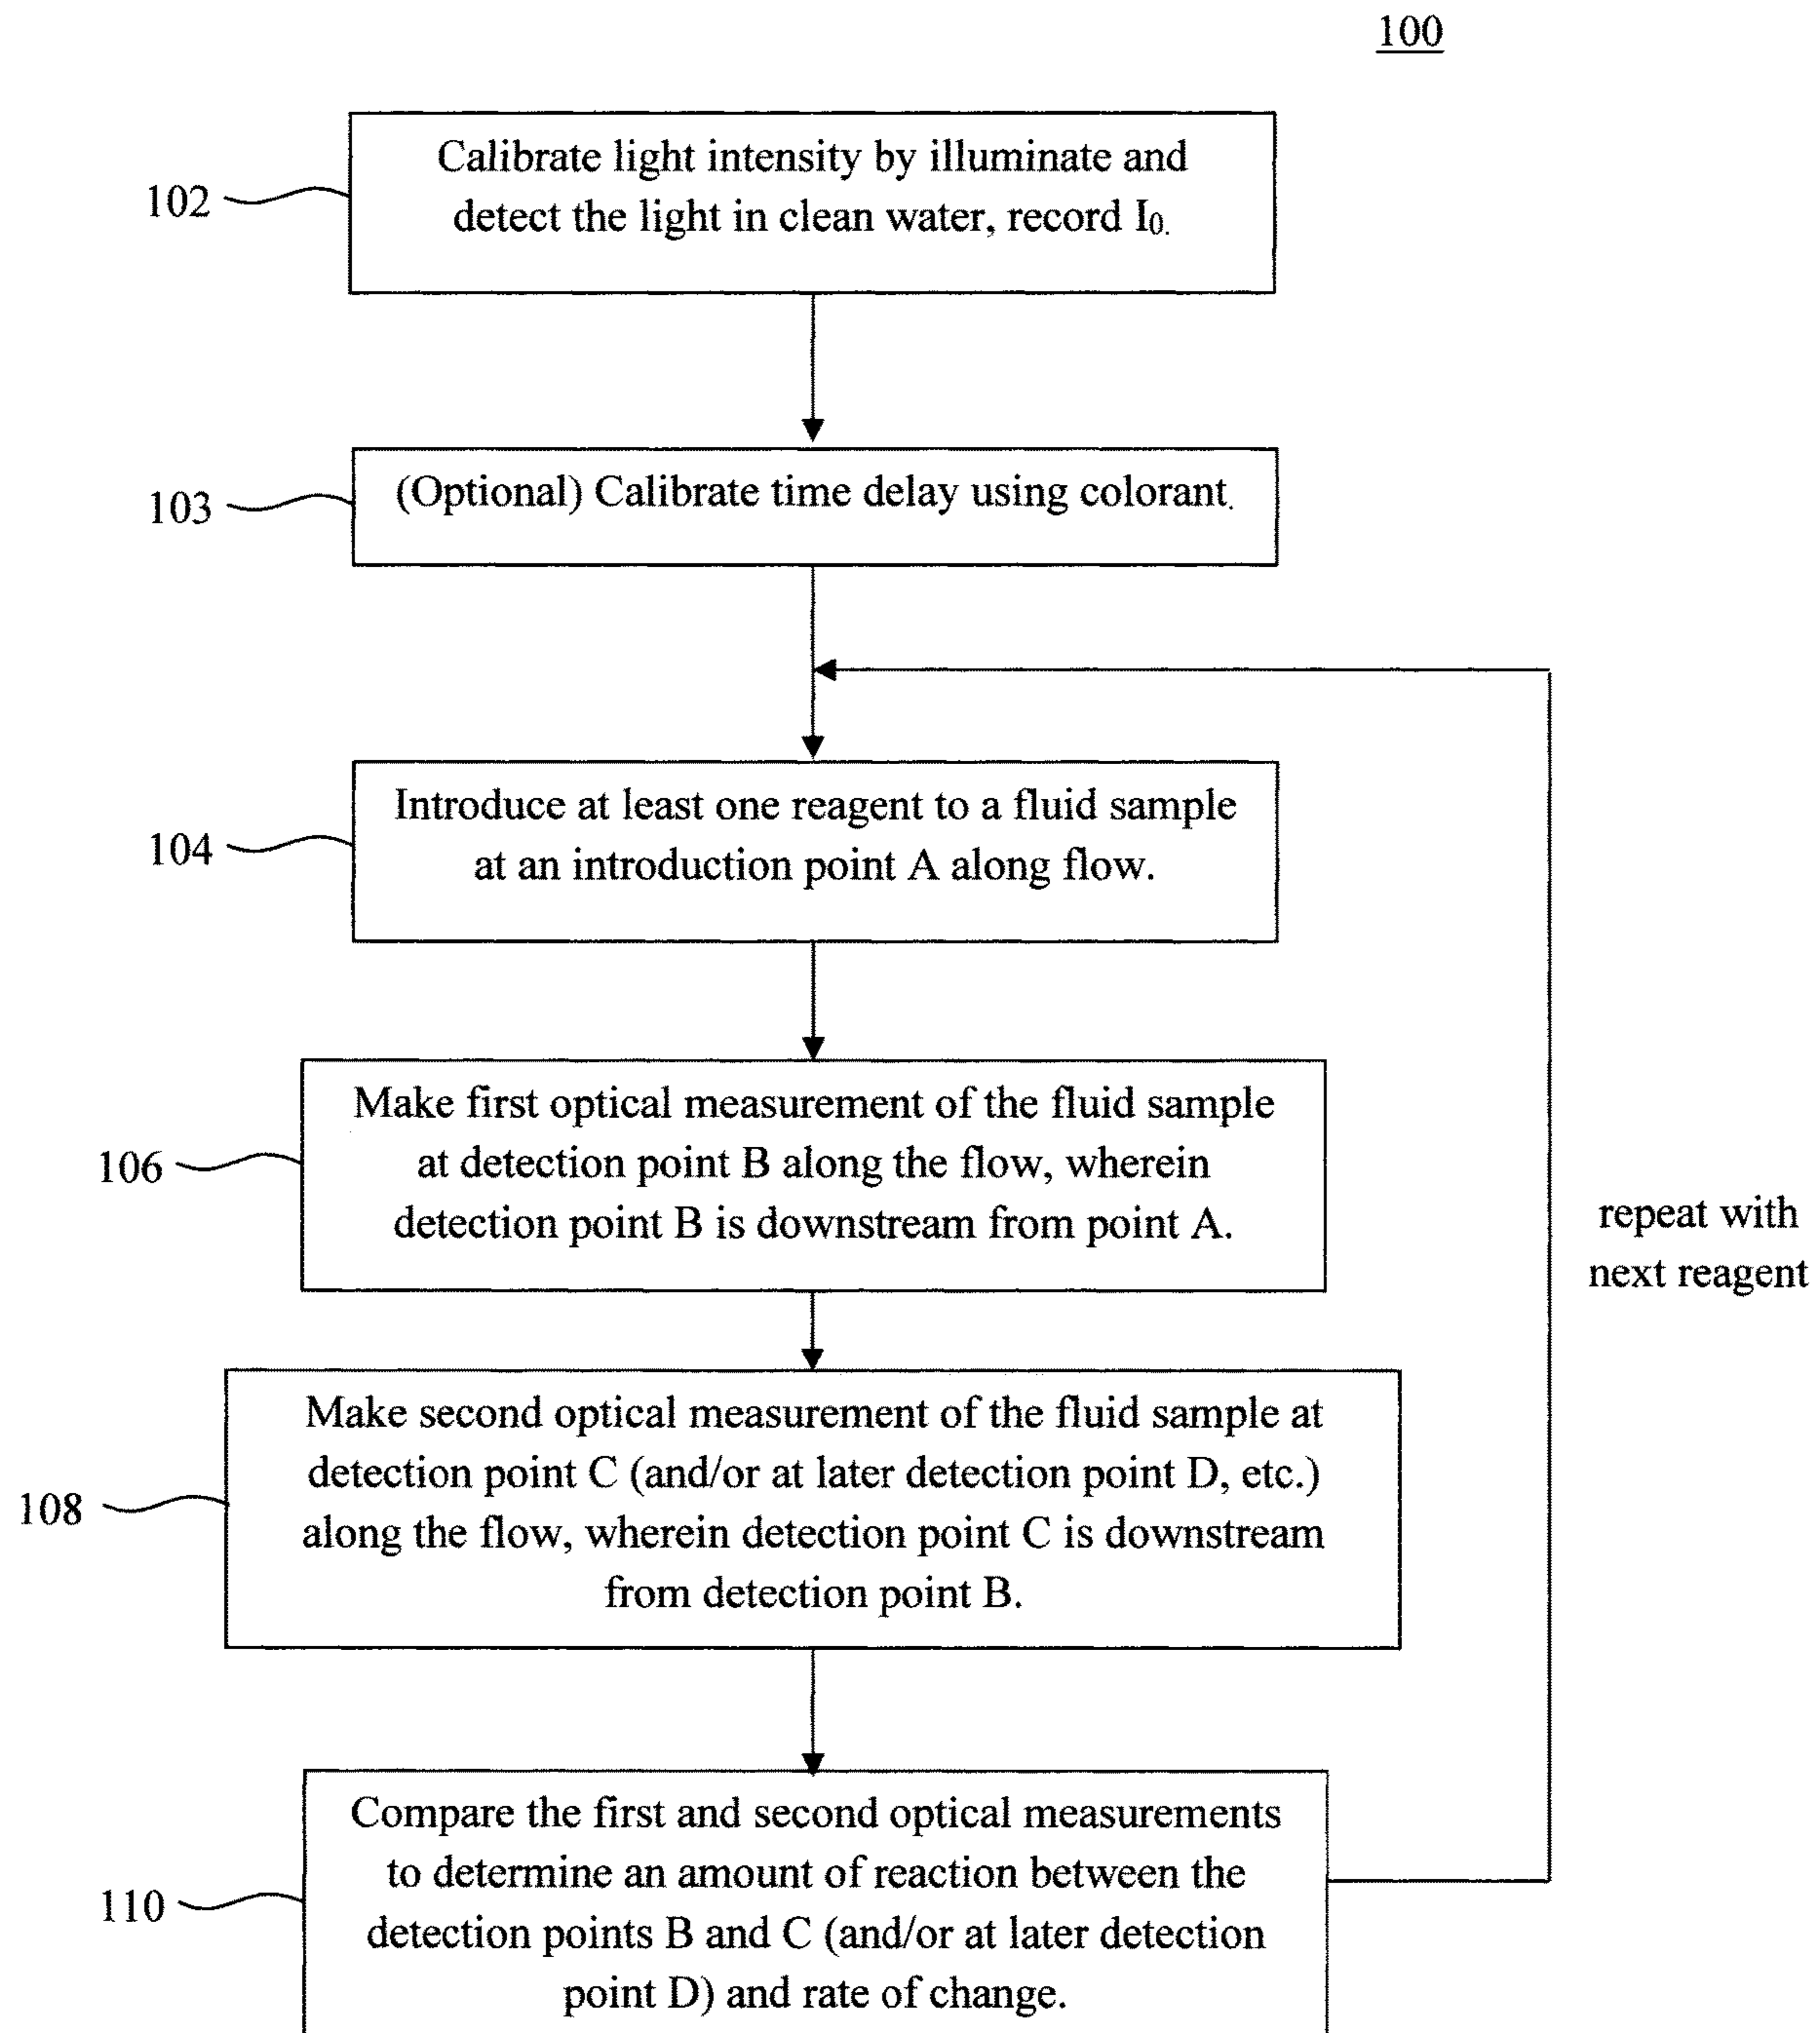 100
102
Calibrate light intensity by illuminate and
detect the light in clean water, record I₀.
103
(Optional) Calibrate time delay using colorant.
104
Introduce at least one reagent to a fluid sample
at an introduction point A along flow.
106
Make first optical measurement of the fluid sample
at detection point B along the flow, wherein
detection point B is downstream from point A.
repeat with
next reagent
108
Make second optical measurement of the fluid sample at
detection point C (and/or at later detection point D, etc.)
along the flow, wherein detection point C is downstream
from detection point B.
110
Compare the first and second optical measurements
to determine an amount of reaction between the
detection points B and C (and/or at later detection
point D) and rate of change.